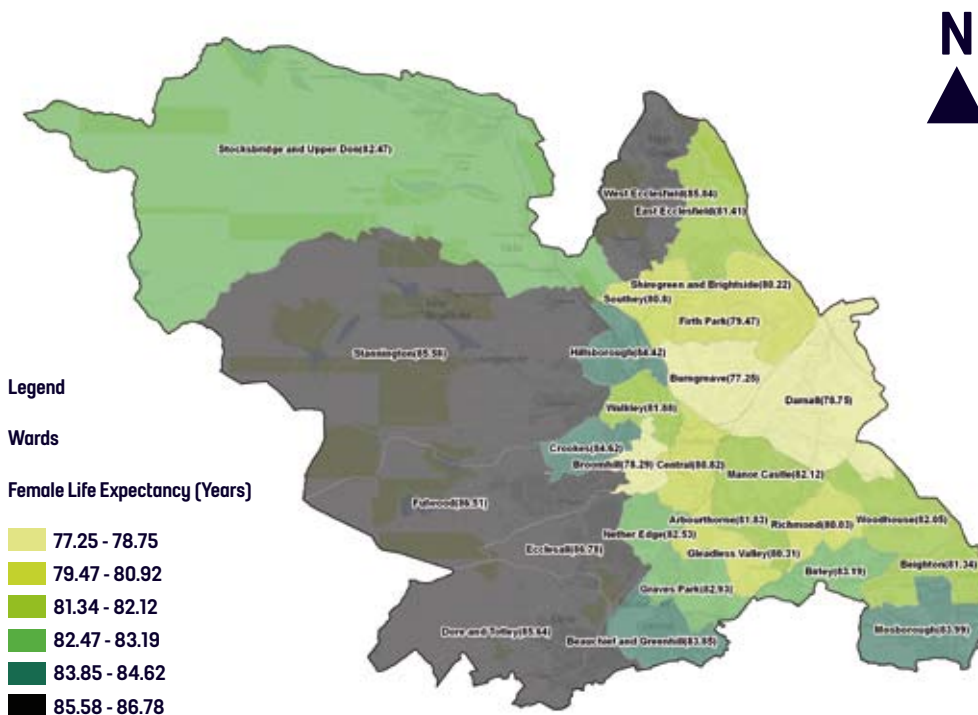 N
Stocksbridge and Upper Don(82.47)
West Ecclesfield(85.84)
East Ecclesfield(81.41)
Shiregreen and Brightside(80.22)
Southey(80.8)
Firth Park(79.47)
Stannington(85.58)
Hillsborough(84.42)
Burngreave(77.25)
Darnall(78.75)
Walkley(81.88)
Crookes(84.62)
Broomhill(78.29)
Manor Castle(82.12)
Fulwood(86.51)
Arbourthorne(81.83)
Richmond(80.03)
Woodhouse(82.05)
Nether Edge(82.53)
Ecclesall(86.78)
Gleadless Valley(80.31)
Beighton(81.34)
Birley(83.19)
Graves Park(82.93)
Dore and Totley(85.64)
Beauchief and Greenhill(83.85)
Mosborough(83.99)
Legend
Wards
Female Life Expectancy (Years)
77.25 - 78.75
79.47 - 80.92
81.34 - 82.12
82.47 - 83.19
83.85 - 84.62
85.58 - 86.78